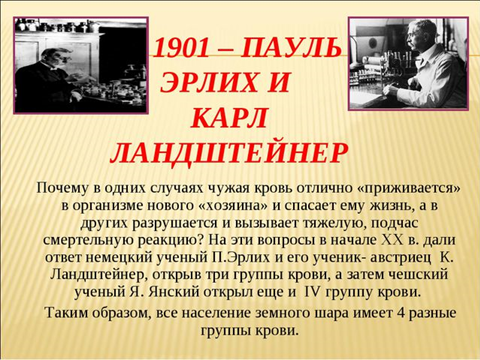 1901 – ПАУЛЬ
ЭРЛИХ И
КАРЛ
ЛАНДШТЕЙНЕР
Почему в одних случаях чужая кровь отлично «приживается»
в организме нового «хозяина» и спасает ему жизнь, а в
других разрушается и вызывает тяжелую, подчас
смертельную реакцию? На эти вопросы в начале XX в. дали
ответ немецкий ученый П.Эрлих и его ученик- австриец К.
Ландштейнер, открыв три группы крови, а затем чешский
ученый Я. Янский открыл еще и IV группу крови.
Таким образом, все население земного шара имеет 4 разные
группы крови.